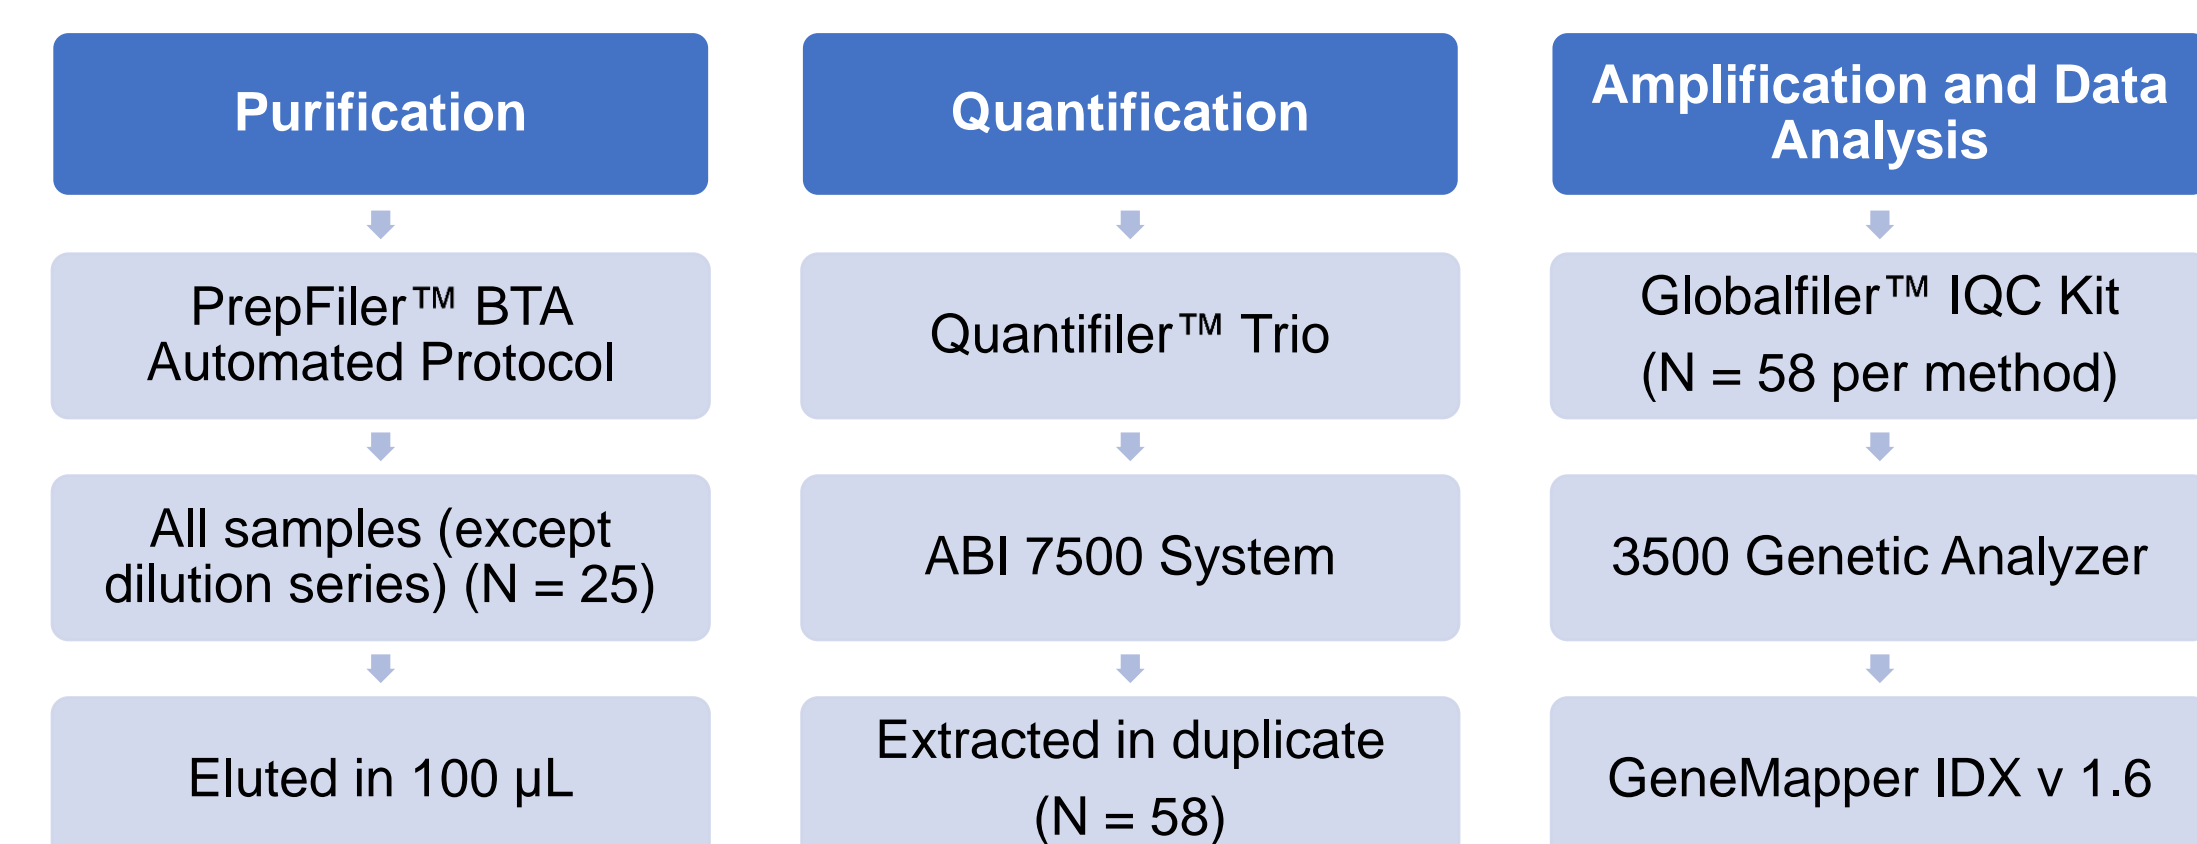 Purification
PrepFiler™ BTA
Automated Protocol
All samples (except
dilution series) (N = 25)
Eluted in 100 µL
Quantification
Quantifiler™ Trio
ABI 7500 System
Extracted in duplicate
(N = 58)
Amplification and Data
Analysis
Globalfiler™ IQC Kit
(N = 58 per method)
3500 Genetic Analyzer
GeneMapper IDX v 1.6